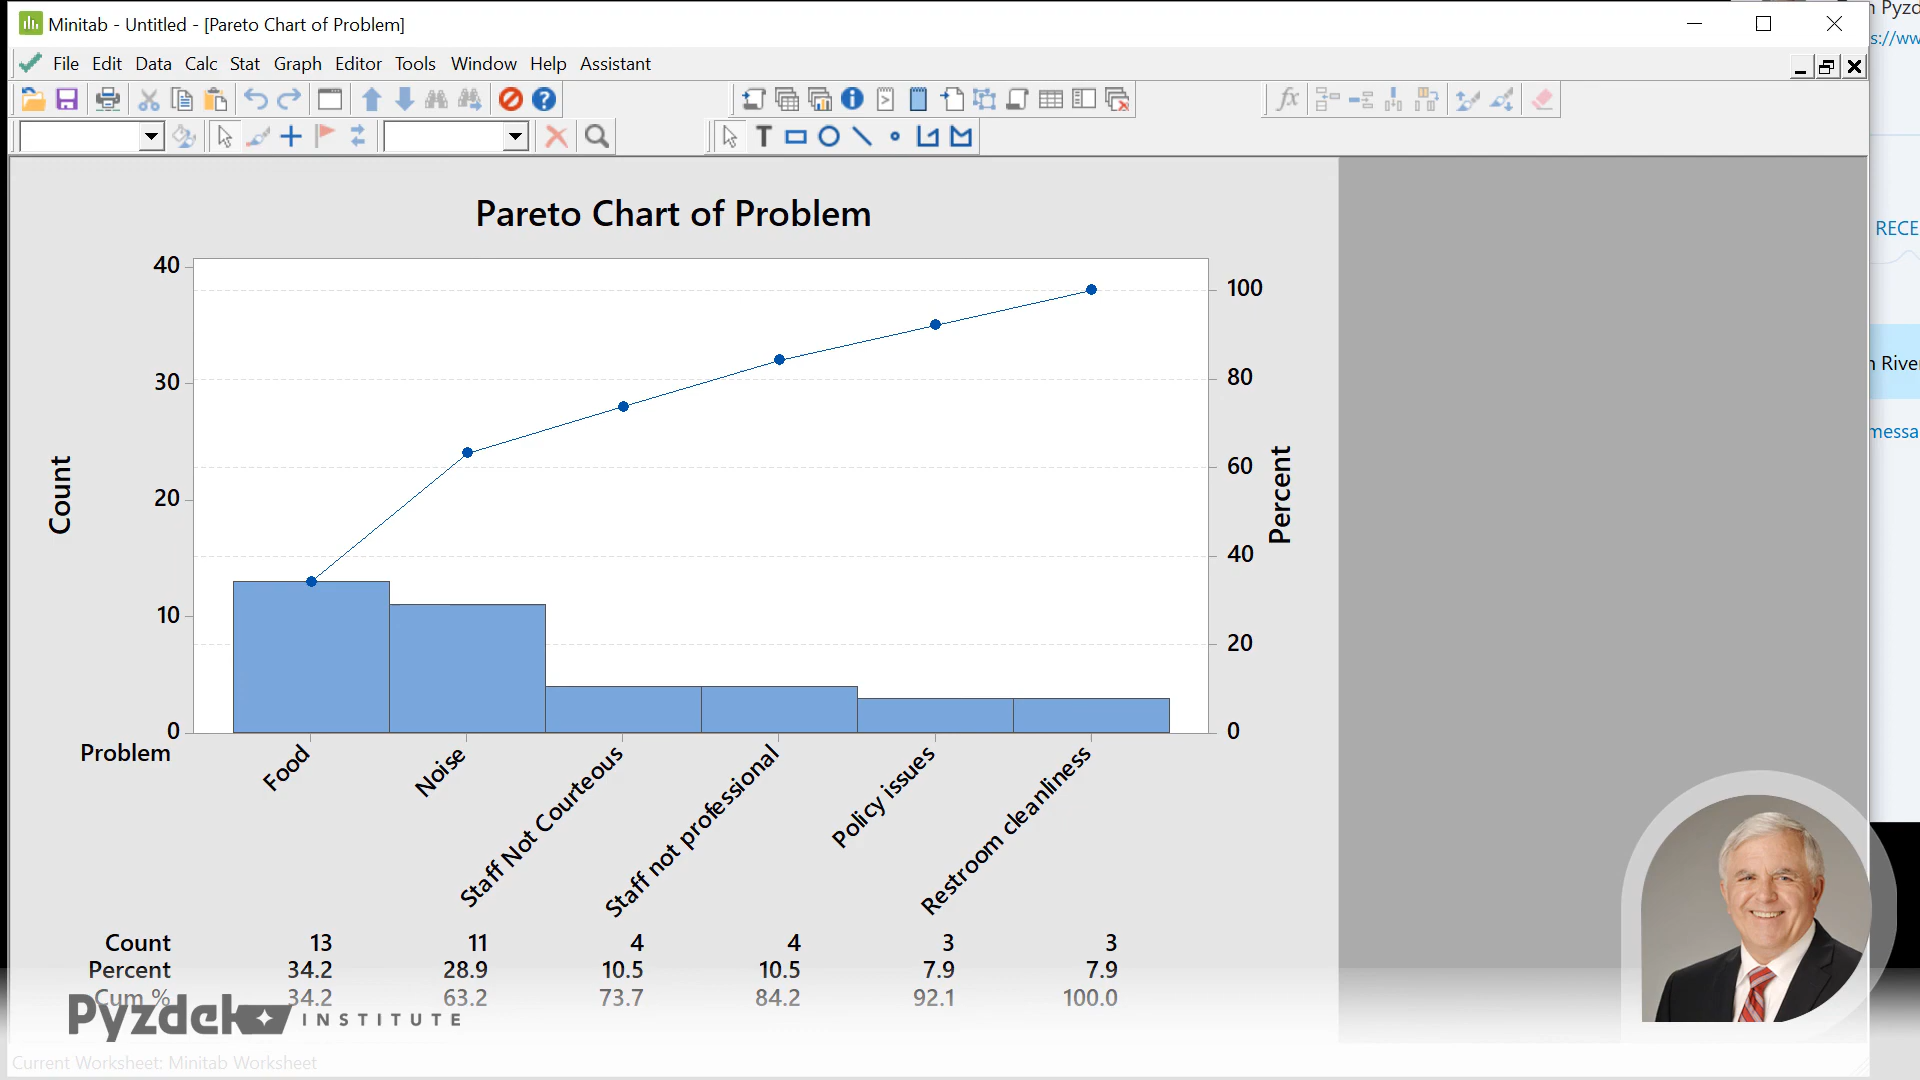 Minitab - Untitled - [Pareto Chart of Problem]
File Edit Data Calc Stat Graph Editor Tools Window Help Assistant
Pareto Chart of Problem
40
30
20
10
0
Count
100
80
60
40
20
0
Percent
Problem
Food
Noise
Staff Not Courteous
Staff not professional
Policy issues
Restroom cleanliness
Count 13 11 4 4 3 3
Percent 34.2 28.9 10.5 10.5 7.9 7.9
Cum % 34.2 63.2 73.7 84.2 92.1 100.0
Pyzdek INSTITUTE
Current Worksheet: Minitab Worksheet
Pyzd
s://ww
RECE
n River
messa